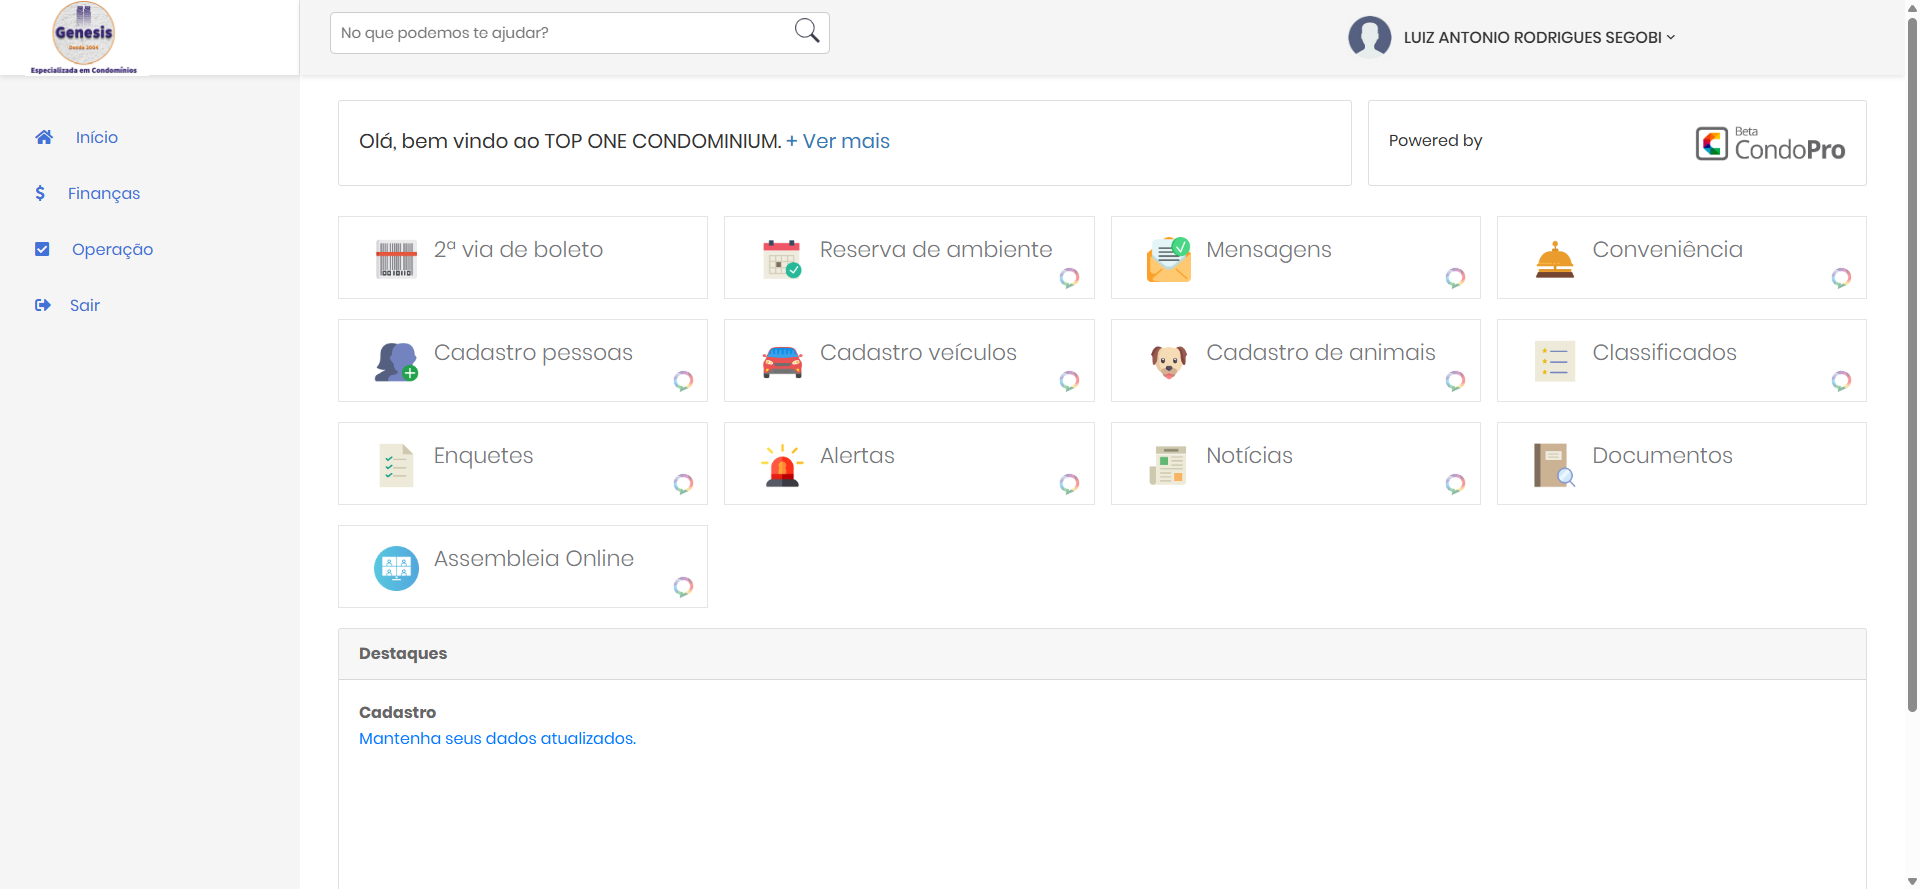 Genesis
Desde 2004
Especializada em Condomínios
No que podemos te ajudar?
LUIZ ANTONIO RODRIGUES SEGOBI
Início
Finanças
Operação
Sair
Olá, bem vindo ao TOP ONE CONDOMINIUM. + Ver mais
Powered by
Beta
CondoPro
2ª via de boleto
Reserva de ambiente
Mensagens
Conveniência
Cadastro pessoas
Cadastro veículos
Cadastro de animais
Classificados
Enquetes
Alertas
Notícias
Documentos
Assembleia Online
Destaques
Cadastro
Mantenha seus dados atualizados.